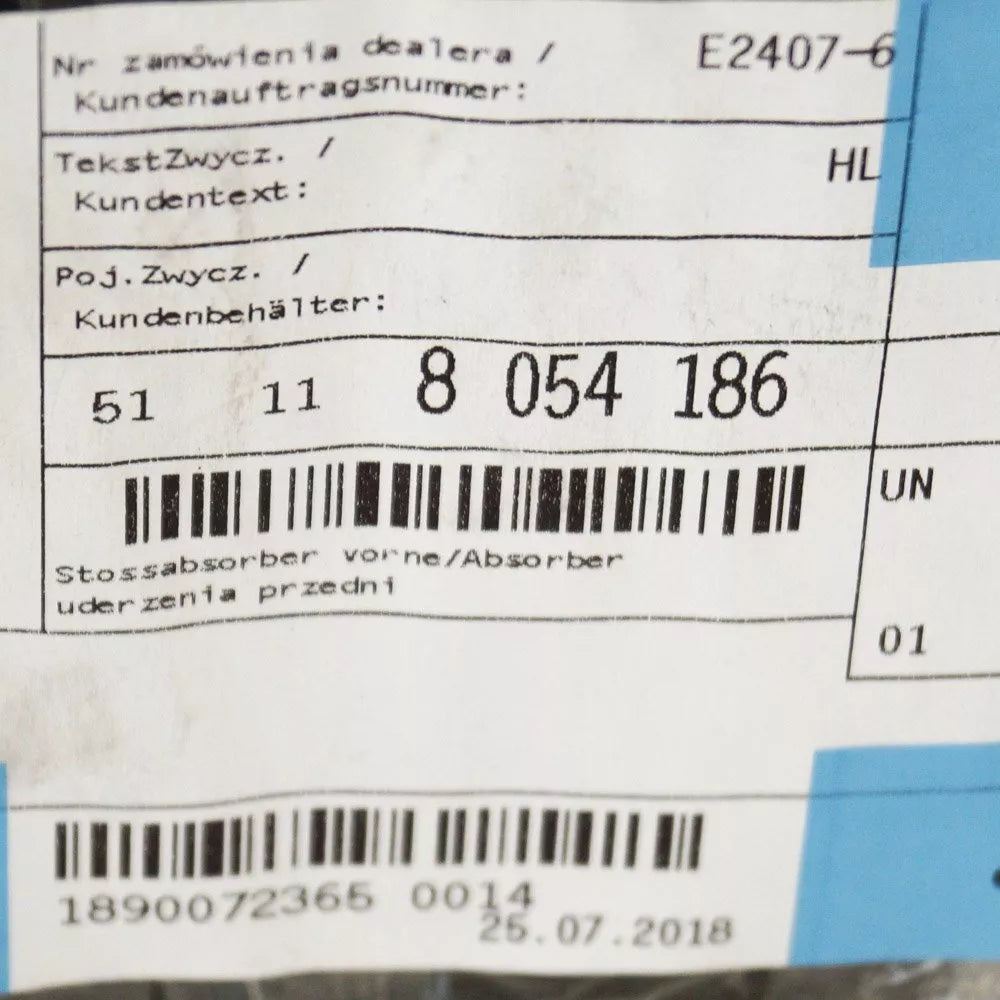 Nr zamówienia dealera / E2407-6
Kundenauftragsnummer:
TekstZwycz. / HL
Kundentext:
Poj.Zwycz. /
Kundenbehälter:
51 11 8 054 186
UN
Stossabsorber vorne/Absorber
uderzenia przedni
01
1890072365 0014
25.07.2018